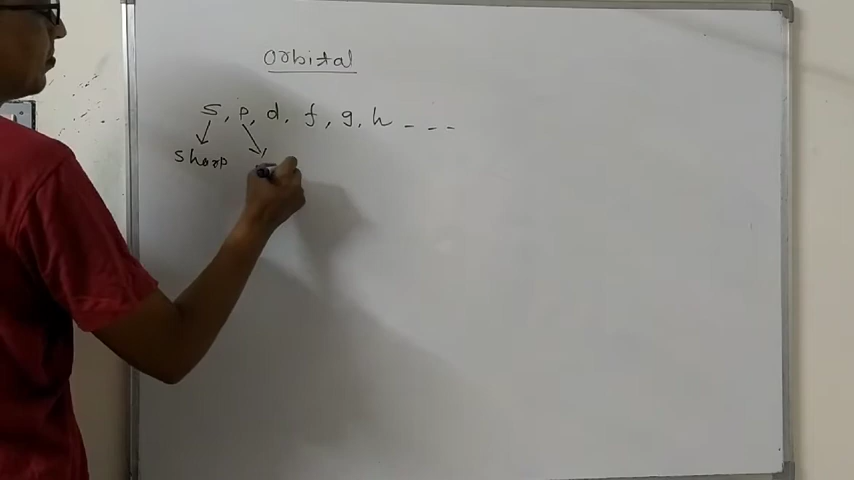 Orbital
s, p, d, f, g, h - - -
sharp